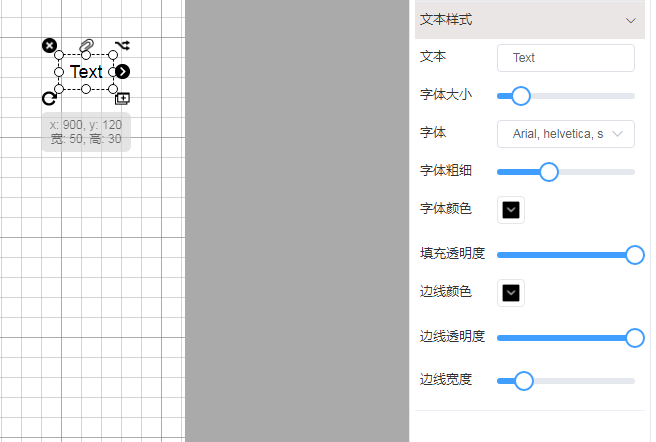 Text
x: 900, y: 120
宽: 50, 高: 30
文本样式
文本 Text
字体大小
字体 Arial, helvetica, s
字体粗细
字体颜色
填充透明度
边线颜色
边线透明度
边线宽度